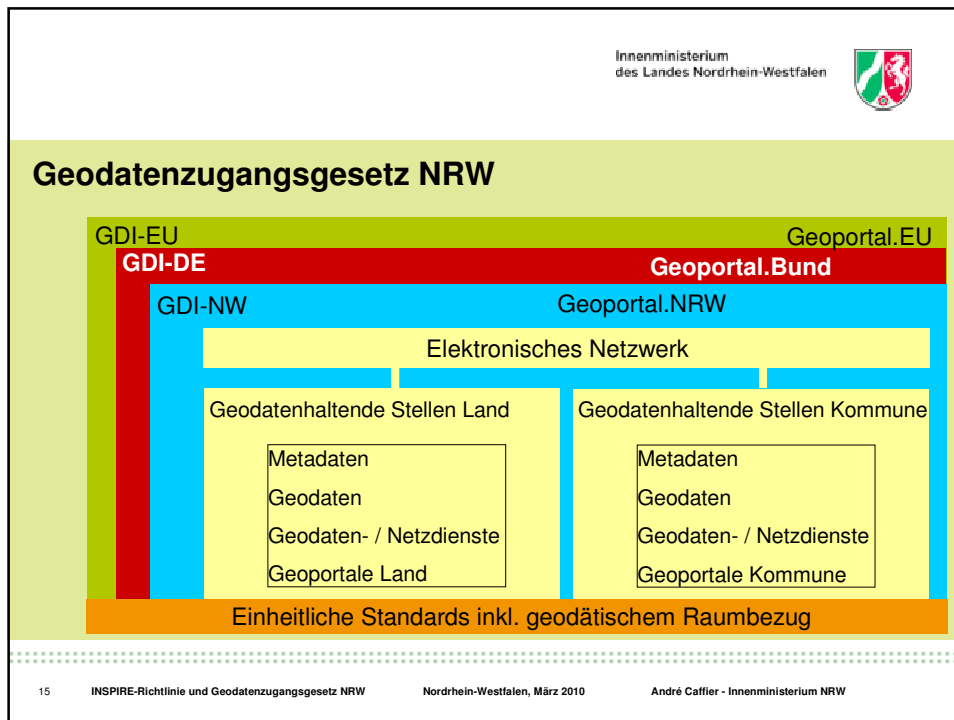 Innenministerium
des Landes Nordrhein-Westfalen
Geodatenzugangsgesetz NRW
GDI-EU Geoportal.EU
GDI-DE Geoportal.Bund
GDI-NW Geoportal.NRW
Elektronisches Netzwerk
Geodatenhaltende Stellen Land
Metadaten
Geodaten
Geodaten- / Netzdienste
Geoportale Land
Geodatenhaltende Stellen Kommune
Metadaten
Geodaten
Geodaten- / Netzdienste
Geoportale Kommune
Einheitliche Standards inkl. geodätischem Raumbezug
15 INSPIRE-Richtlinie und Geodatenzugangsgesetz NRW Nordrhein-Westfalen, März 2010 André Caffier - Innenministerium NRW